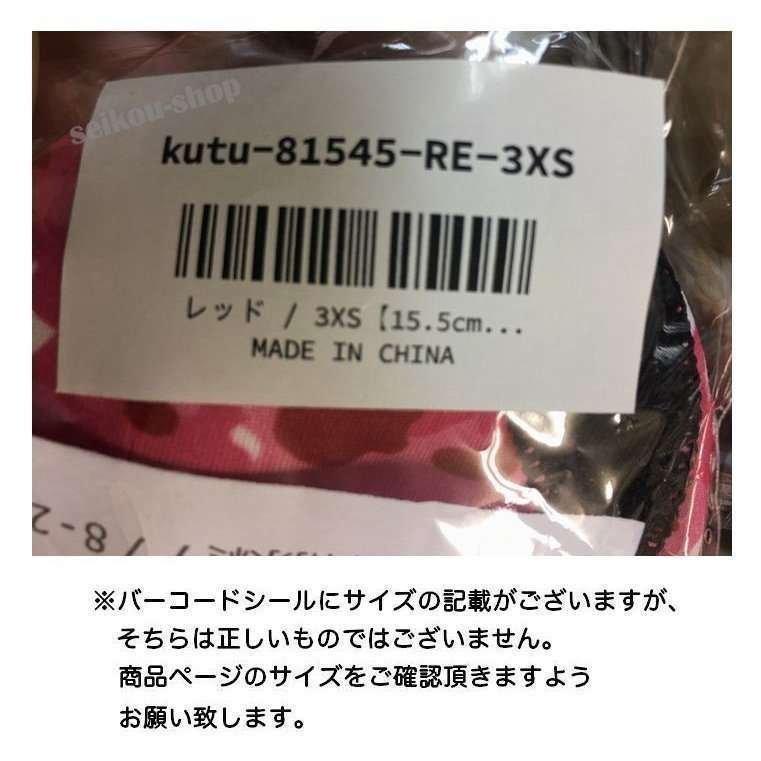 seikou-shop
kutu-81545-RE-3XS
レッド / 3XS【15.5cm...
MADE IN CHINA
※バーコードシールにサイズの記載がございますが、
そちらは正しいものではございません。
商品ページのサイズをご確認頂きますよう
お願い致します。